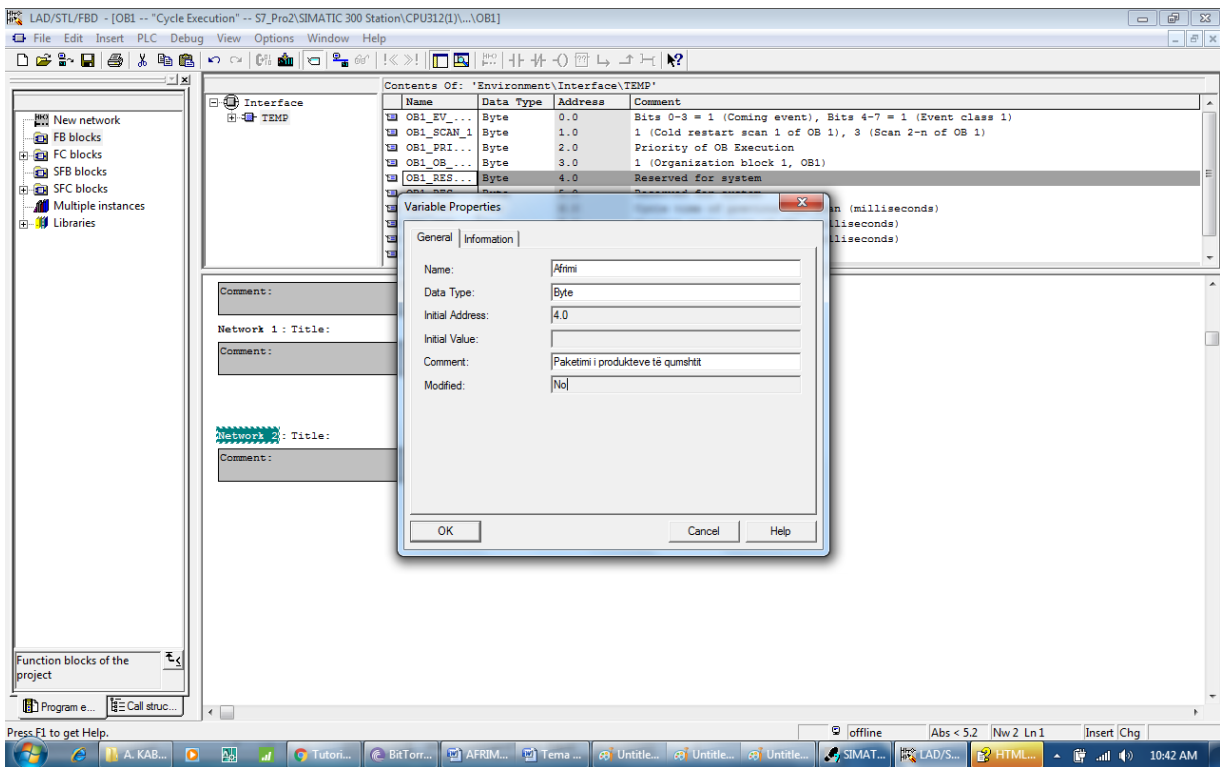 LAD/STL/FBD - [OB1 -- "Cycle Execution" -- S7_Pro2\SIMATIC 300 Station\CPU312(1)\...\OB1]
File Edit Insert PLC Debug View Options Window Help
New network
FB blocks
FC blocks
SFB blocks
SFC blocks
Multiple instances
Libraries
Function blocks of the
project
Program e... Call struc...
Contents Of: 'Environment\Interface\TEMP'
Interface
TEMP
Name Data Type Address Comment
OB1_EV_... Byte 0.0 Bits 0-3 = 1 (Coming event), Bits 4-7 = 1 (Event class 1)
OB1_SCAN_1 Byte 1.0 1 (Cold restart scan 1 of OB 1), 3 (Scan 2-n of OB 1)
OB1_PRI... Byte 2.0 Priority of OB Execution
OB1_OB_... Byte 3.0 1 (Organization block 1, OB1)
OB1_RES... Byte 4.0 Reserved for system
an (milliseconds)
lliseconds)
lliseconds)
Variable Properties
General Information
Name: Afrimi
Data Type: Byte
Initial Address: 4.0
Initial Value:
Comment: Paketimi i produkteve të qumshtit
Modified: No
OK Cancel Help
Comment:
Network 1 : Title:
Comment:
Network 2 : Title:
Comment:
Press F1 to get Help. offline Abs < 5.2 Nw 2 Ln 1 Insert Chg
A. KAB... Tutori... BitTorr... AFRIM... Tema ... Untitle... Untitle... Untitle... SIMAT... LAD/S... HTML... 10:42 AM